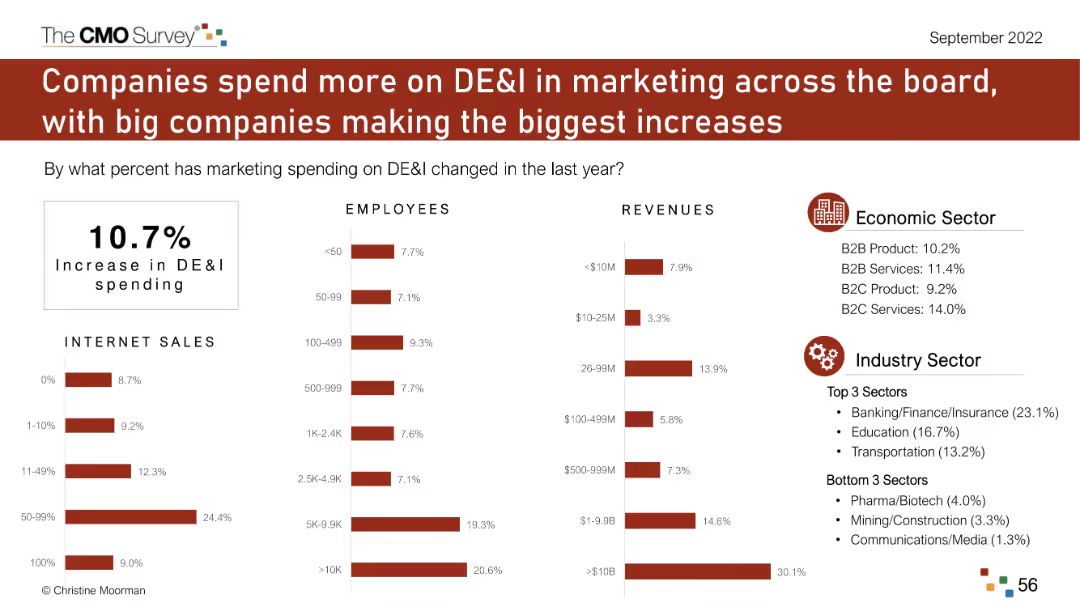 The CMO Survey®
September 2022
Companies spend more on DE&I in marketing across the board,
with big companies making the biggest increases
By what percent has marketing spending on DE&I changed in the last year?
10.7%
Increase in DE&I
spending
INTERNET SALES
0% 8.7%
1-10% 9.2%
11-49% 12.3%
50-99% 24.4%
100% 9.0%
EMPLOYEES
<50 7.7%
50-99 7.1%
100-499 9.3%
500-999 7.7%
1K-2.4K 7.6%
2.5K-4.9K 7.1%
5K-9.9K 19.3%
>10K 20.6%
REVENUES
<$10M 7.9%
$10-25M 3.3%
26-99M 13.9%
$100-499M 5.8%
$500-999M 7.3%
$1-9.9B 14.6%
>$10B 30.1%
Economic Sector
B2B Product: 10.2%
B2B Services: 11.4%
B2C Product: 9.2%
B2C Services: 14.0%
Industry Sector
Top 3 Sectors
• Banking/Finance/Insurance (23.1%)
• Education (16.7%)
• Transportation (13.2%)
Bottom 3 Sectors
• Pharma/Biotech (4.0%)
• Mining/Construction (3.3%)
• Communications/Media (1.3%)
© Christine Moorman
56